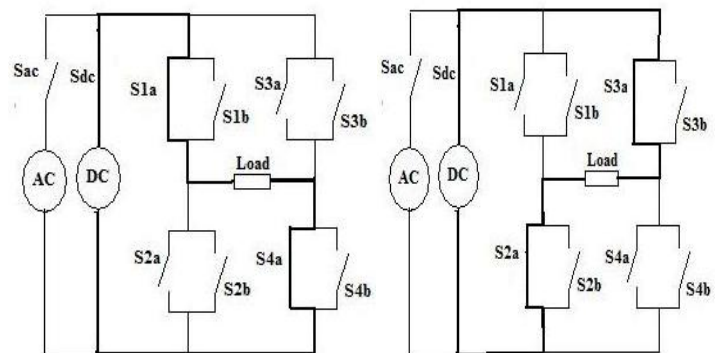 Sac
Sdc
S1a
S1b
S3a
S3b
AC
DC
Load
S2a
S2b
S4a
S4b
Sac
Sdc
S1a
S1b
S3a
S3b
AC
DC
Load
S2a
S2b
S4a
S4b